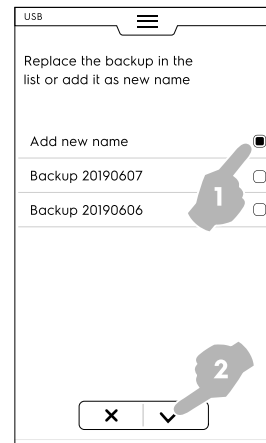 USB
Replace the backup in the
list or add it as new name
Add new name
Backup 20190607
Backup 20190606
1
2